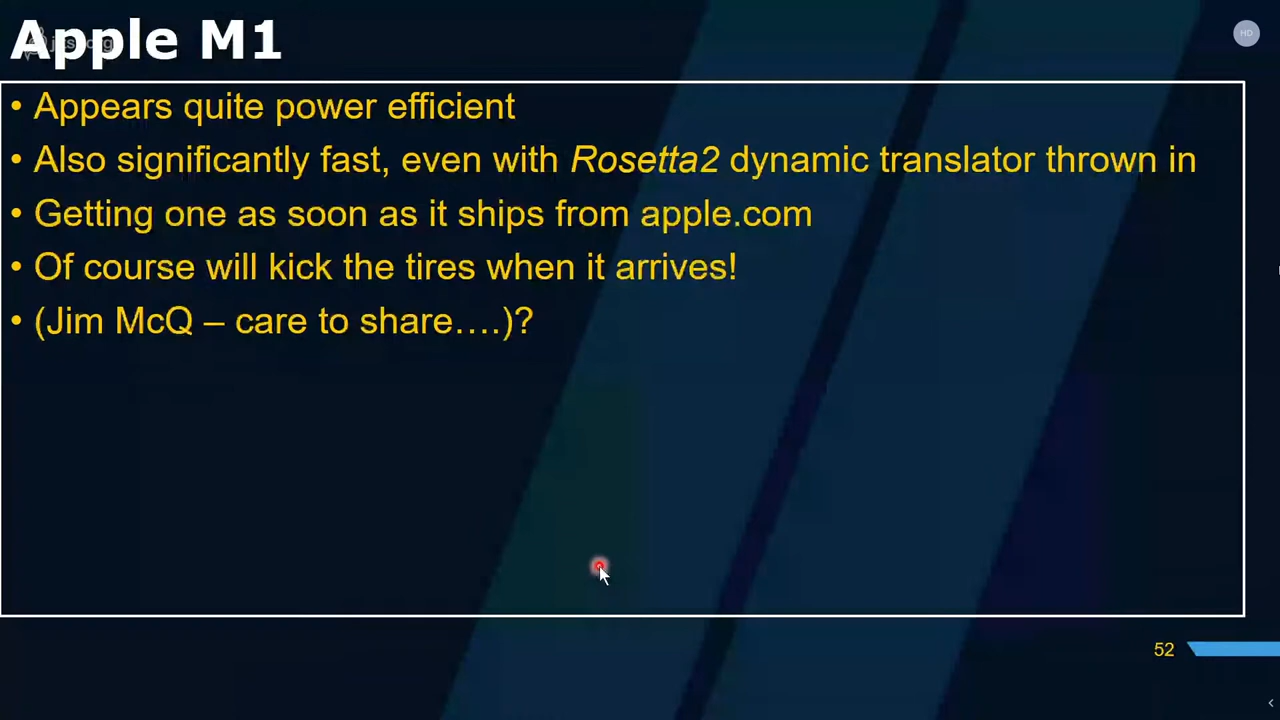 Apple M1
HD
• Appears quite power efficient
• Also significantly fast, even with Rosetta2 dynamic translator thrown in
• Getting one as soon as it ships from apple.com
• Of course will kick the tires when it arrives!
• (Jim McQ – care to share….)?
52